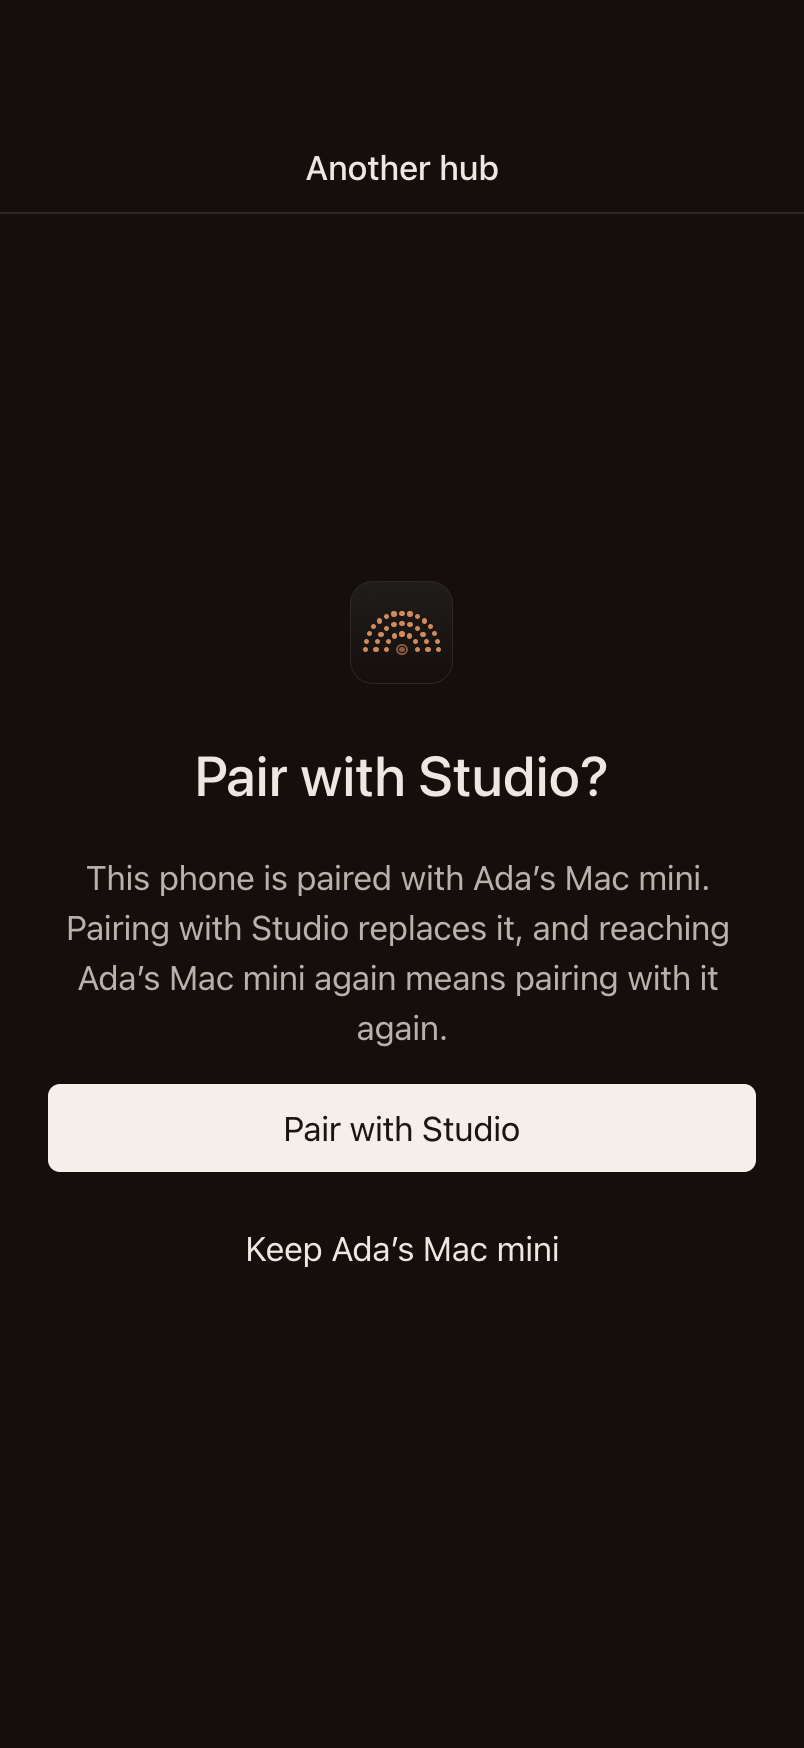 Another hub
Pair with Studio?
This phone is paired with Ada’s Mac mini.
Pairing with Studio replaces it, and reaching
Ada’s Mac mini again means pairing with it
again.
Pair with Studio
Keep Ada’s Mac mini